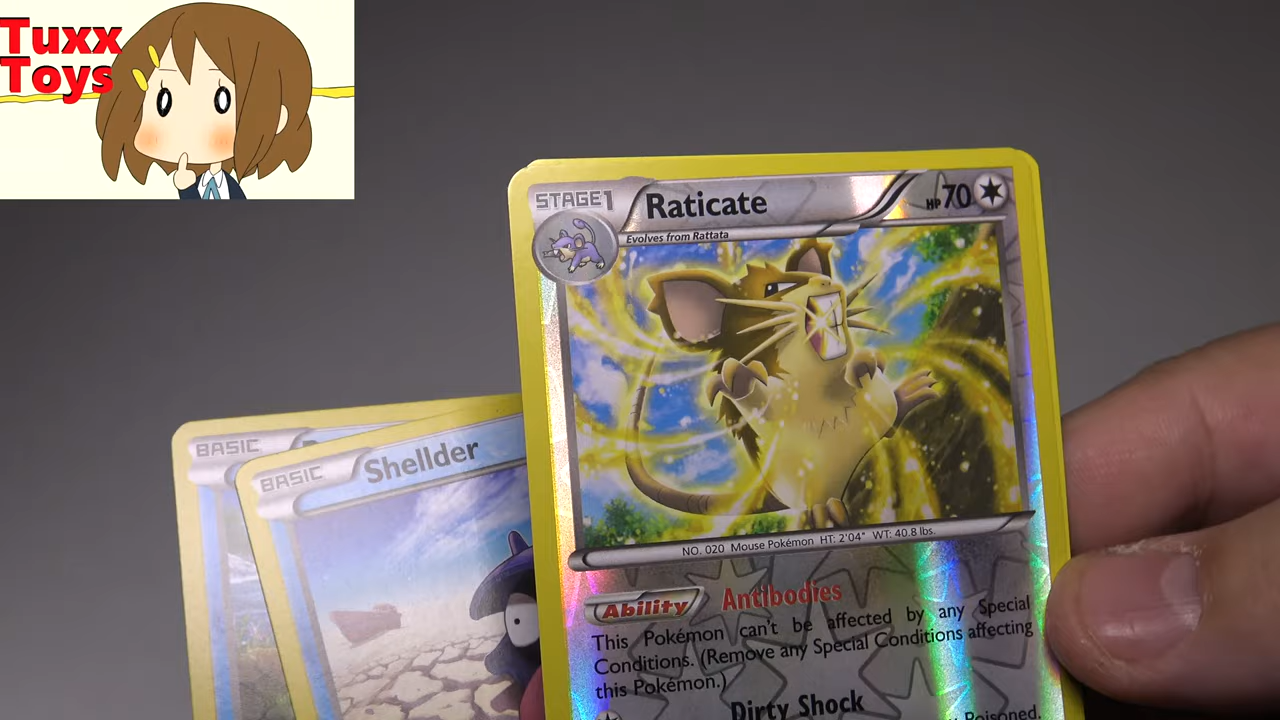 Tuxx
Toys
STAGE1
Raticate
HP70
Evolves from Rattata
NO. 020 Mouse Pokémon HT: 2'04" WT: 40.8 lbs.
Ability Antibodies
This Pokémon can't be affected by any Special
Conditions. (Remove any Special Conditions affecting
this Pokémon.)
Dirty Shock
Poisoned.
BASIC
BASIC
Shellder